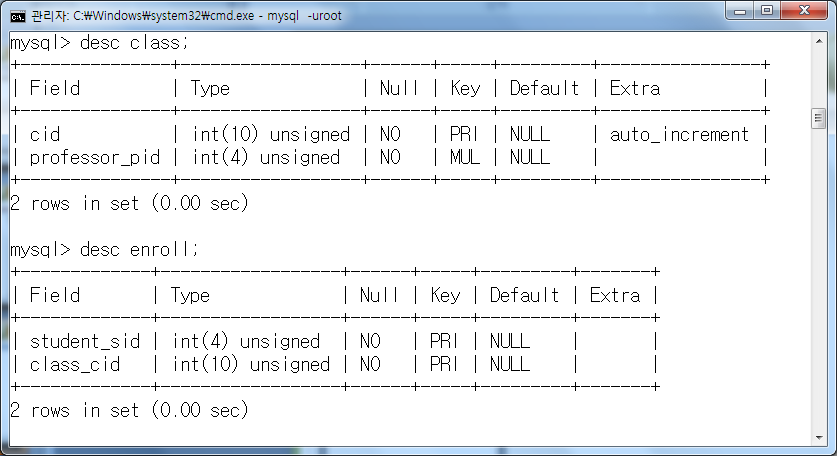 관리자: C:₩Windows₩system32₩cmd.exe - mysql  -uroot
mysql> desc class;
+---------------+------------------+------+-----+---------+----------------+
| Field         | Type             | Null | Key | Default | Extra          |
+---------------+------------------+------+-----+---------+----------------+
| cid           | int(10) unsigned | NO   | PRI | NULL    | auto_increment |
| professor_pid | int(4) unsigned  | NO   | MUL | NULL    |                |
+---------------+------------------+------+-----+---------+----------------+
2 rows in set (0.00 sec)
mysql> desc enroll;
+-------------+------------------+------+-----+---------+-------+
| Field       | Type             | Null | Key | Default | Extra |
+-------------+------------------+------+-----+---------+-------+
| student_sid | int(4) unsigned  | NO   | PRI | NULL    |       |
| class_cid   | int(10) unsigned | NO   | PRI | NULL    |       |
+-------------+------------------+------+-----+---------+-------+
2 rows in set (0.00 sec)